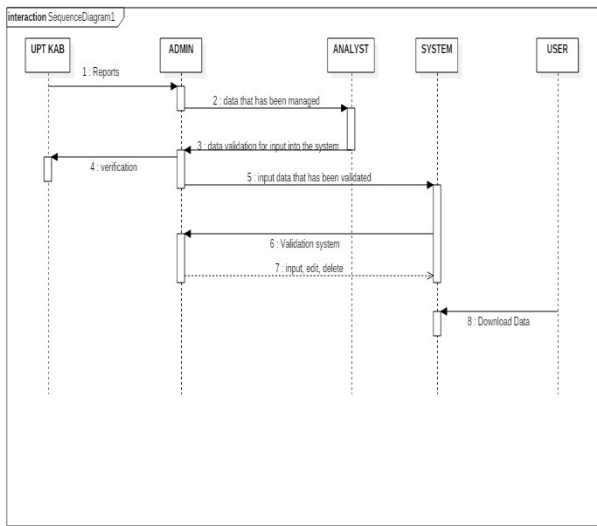 interaction SequenceDiagram1
UPT KAB
ADMIN
ANALYST
SYSTEM
USER
1 : Reports
2 : data that has been managed
3 : data validation for input into the system
4 : verification
5 : input data that has been validated
6 : Validation system
7 : input, edit, delete
8 : Download Data